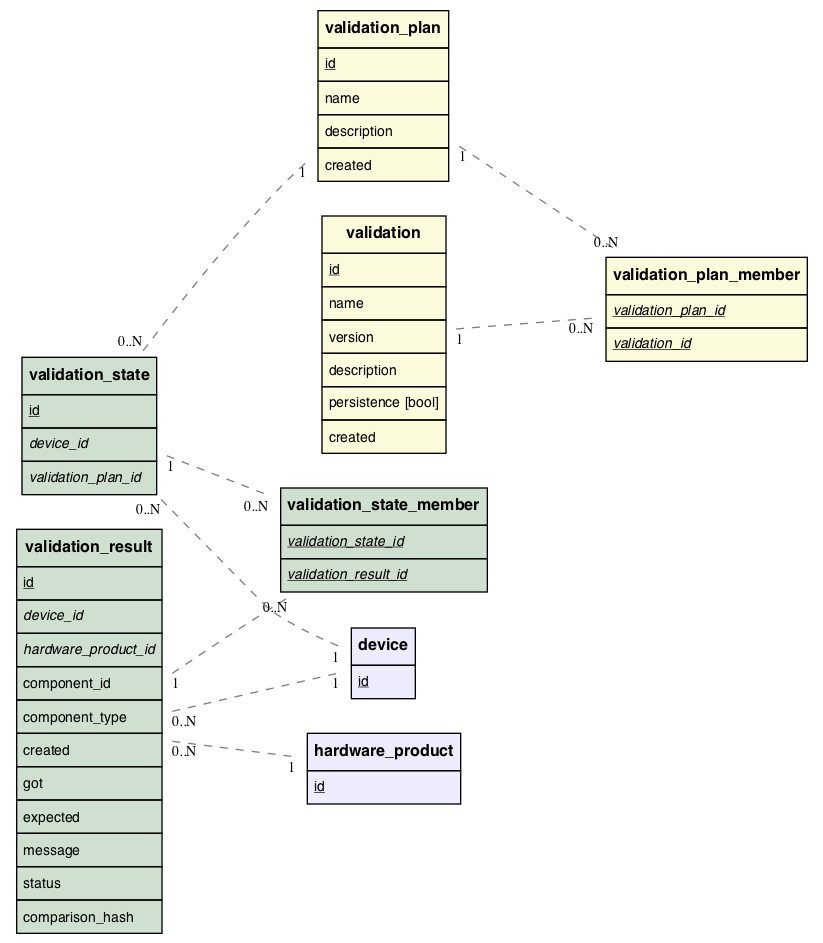 validation_plan
id
name
description
created
1
1
validation
id
name
version
description
persistence [bool]
created
0..N
validation_plan_member
validation_plan_id
validation_id
1
0..N
0..N
validation_state
id
device_id
validation_plan_id
1
0..N
0..N
validation_state_member
validation_state_id
validation_result_id
validation_result
id
device_id
hardware_product_id
component_id
component_type
created
got
expected
message
status
comparison_hash
0..N
1
1
1
0..N
device
id
0..N
1
hardware_product
id